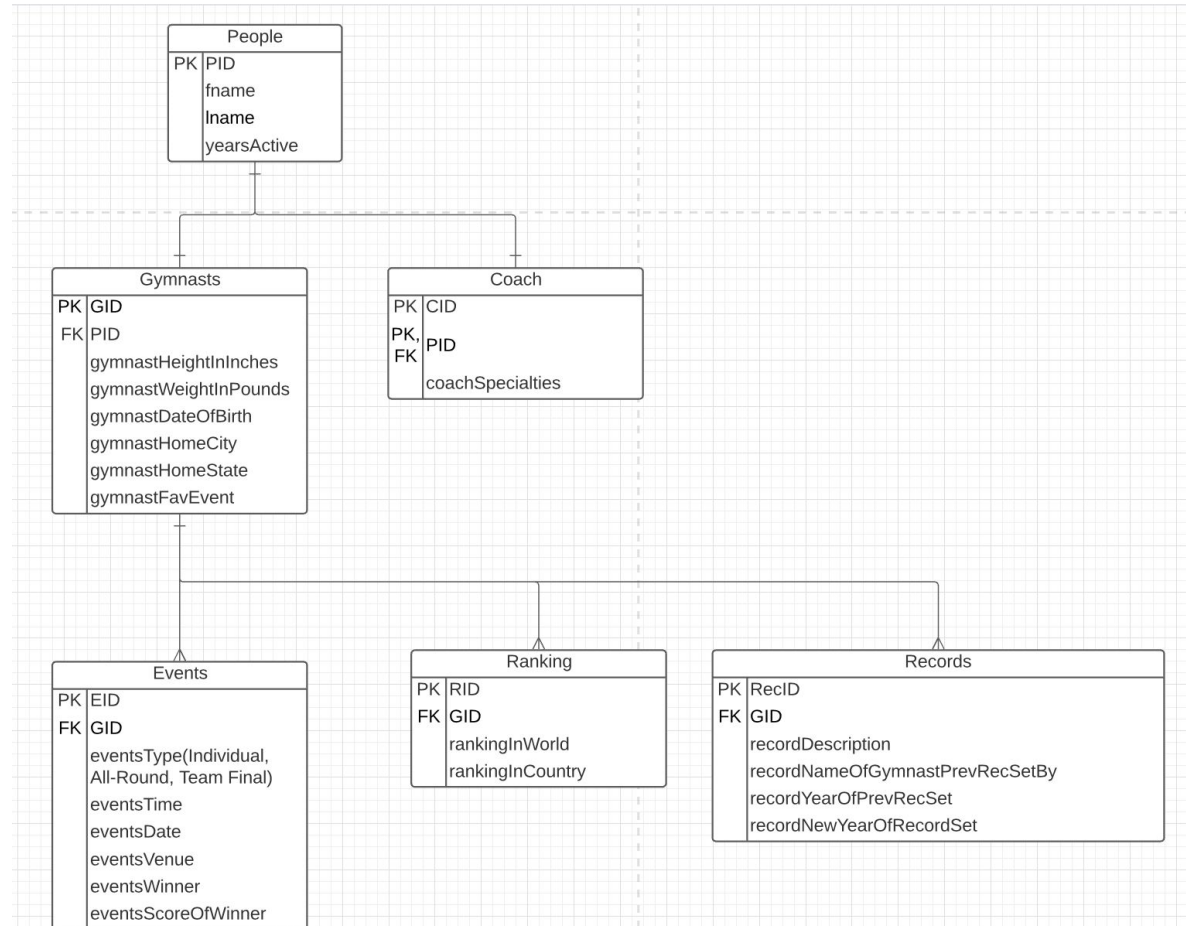 People
PK PID
fname
lname
yearsActive
Gymnasts
PK GID
FK PID
gymnastHeightInInches
gymnastWeightInPounds
gymnastDateOfBirth
gymnastHomeCity
gymnastHomeState
gymnastFavEvent
Coach
PK CID
PK,
FK
PID
coachSpecialties
Events
PK EID
FK GID
eventsType(Individual,
All-Round, Team Final)
eventsTime
eventsDate
eventsVenue
eventsWinner
eventsScoreOfWinner
Ranking
PK RID
FK GID
rankingInWorld
rankingInCountry
Records
PK RecID
FK GID
recordDescription
recordNameOfGymnastPrevRecSetBy
recordYearOfPrevRecSet
recordNewYearOfRecordSet